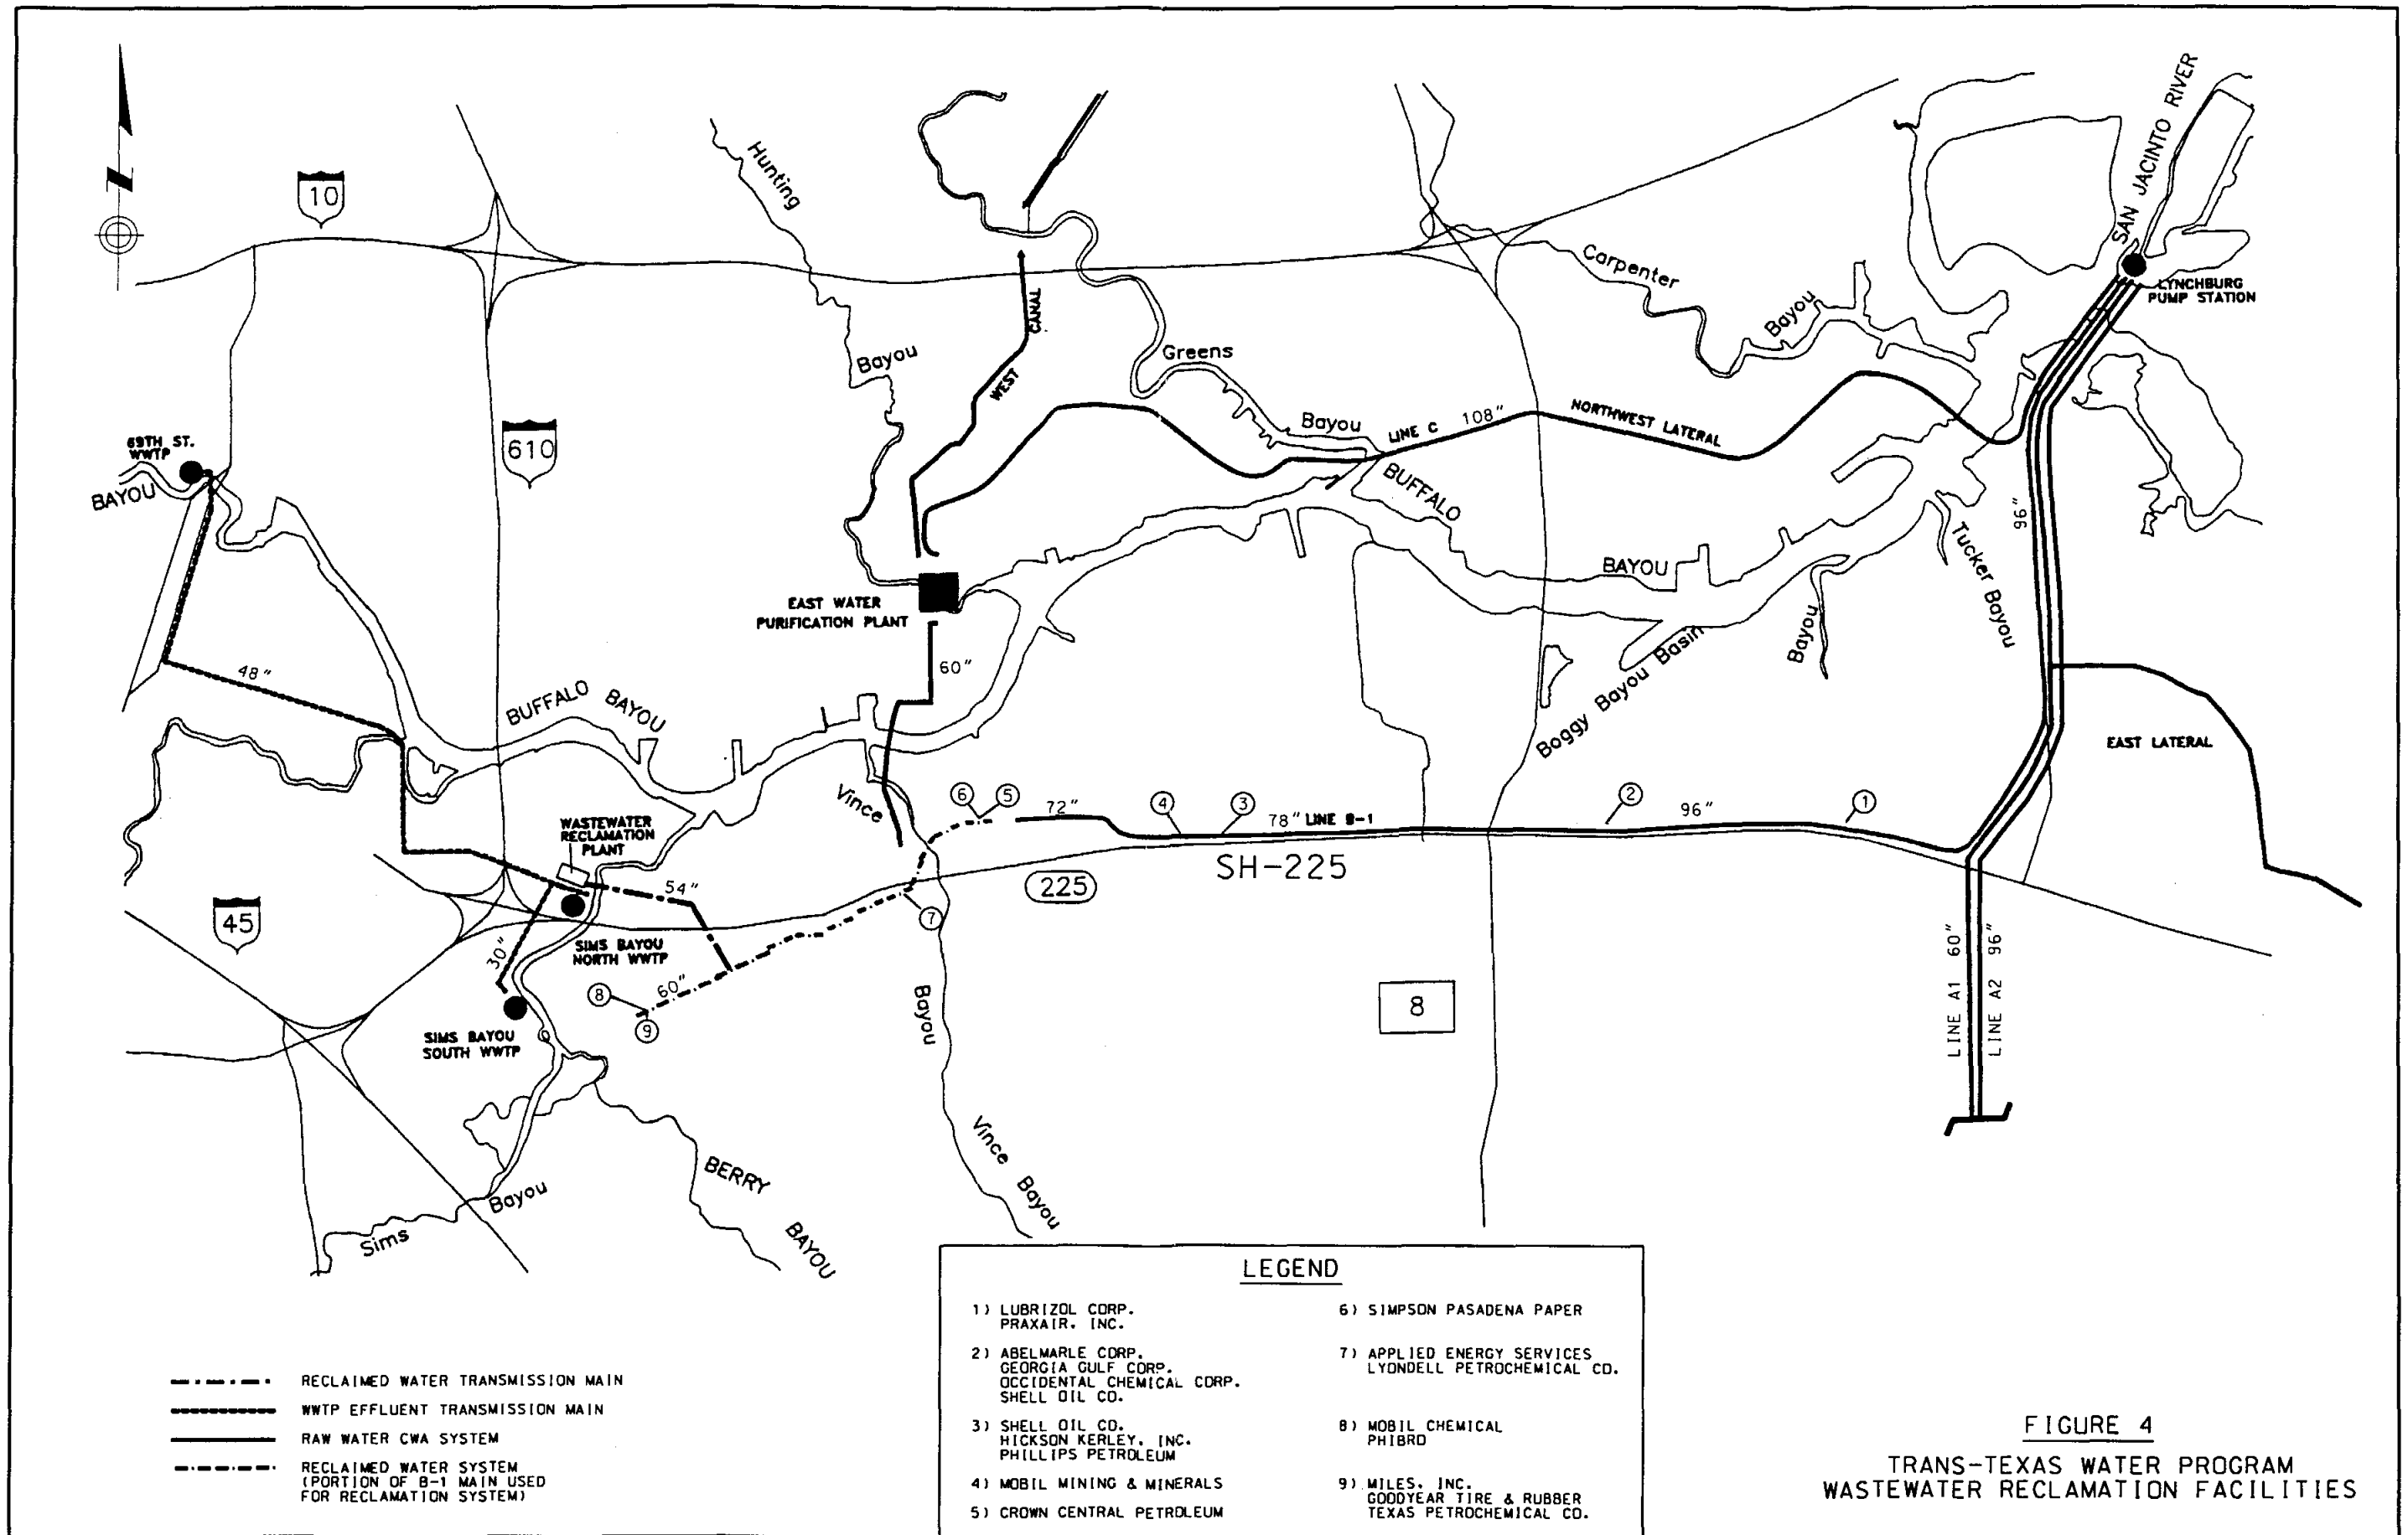 N
10
Hunting
Bayou
WEST
CANAL
Greens
Bayou
Carpenter
Bayou
SAN JACINTO RIVER
LYNCHBURG
PUMP STATION
610
69TH ST.
WWTP
BAYOU
LINE C
108"
NORTHWEST LATERAL
BUFFALO
BAYOU
96"
Tucker Bayou
Bayou
Boggy Bayou Basin
EAST WATER
PURIFICATION PLANT
60"
48"
BUFFALO BAYOU
EAST LATERAL
Vince
Bayou
6
5
72"
4
3
78" LINE B-1
2
96"
1
WASTEWATER
RECLAMATION
PLANT
SH-225
225
54"
45
7
30"
SIMS BAYOU
NORTH WWTP
60"
8
9
SIMS BAYOU
SOUTH WWTP
8
LINE A1 60"
LINE A2 96"
Vince Bayou
BERRY
BAYOU
Sims
Bayou
LEGEND
1) LUBRIZOL CORP.
PRAXAIR, INC.
2) ABELMARLE CORP.
GEORGIA GULF CORP.
OCCIDENTAL CHEMICAL CORP.
SHELL OIL CO.
3) SHELL OIL CO.
HICKSON KERLEY, INC.
PHILLIPS PETROLEUM
4) MOBIL MINING & MINERALS
5) CROWN CENTRAL PETROLEUM
6) SIMPSON PASADENA PAPER
7) APPLIED ENERGY SERVICES
LYONDELL PETROCHEMICAL CO.
8) MOBIL CHEMICAL
PHIBRO
9) MILES, INC.
GOODYEAR TIRE & RUBBER
TEXAS PETROCHEMICAL CO.
RECLAIMED WATER TRANSMISSION MAIN
WWTP EFFLUENT TRANSMISSION MAIN
RAW WATER CWA SYSTEM
RECLAIMED WATER SYSTEM
(PORTION OF B-1 MAIN USED
FOR RECLAMATION SYSTEM)
FIGURE 4
TRANS-TEXAS WATER PROGRAM
WASTEWATER RECLAMATION FACILITIES